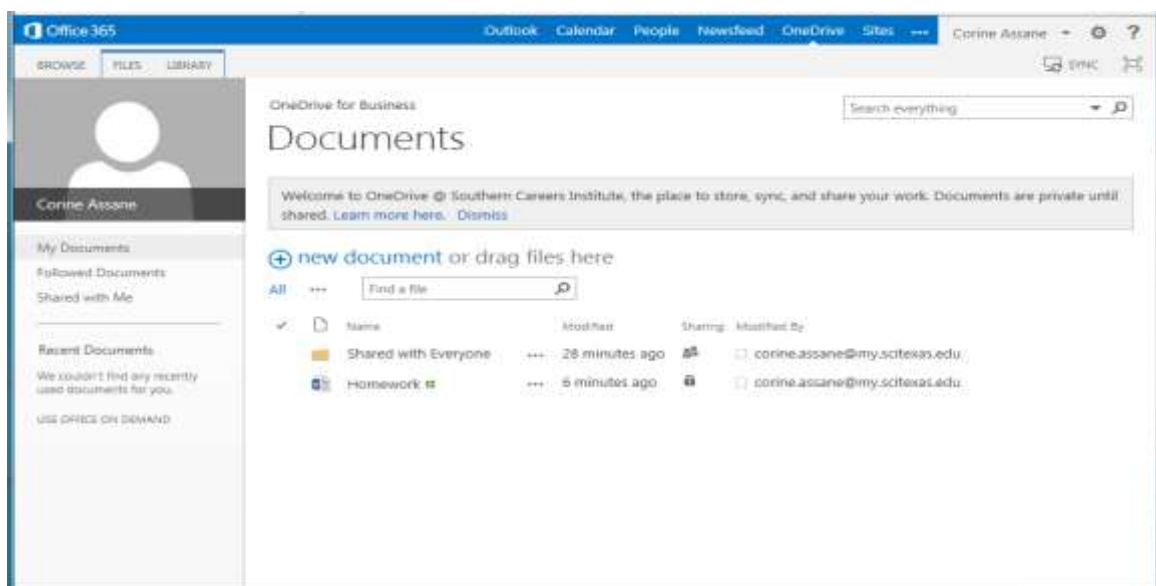 Office 365
Outlook Calendar People Newsfeed OneDrive Sites ••• Corine Assane ?
BROWSE FILES LIBRARY
SYNC
OneDrive for Business
Search everything
Documents
Corine Assane
Welcome to OneDrive @ Southern Careers Institute, the place to store, sync, and share your work. Documents are private until
shared. Learn more here. Dismiss
My Documents
Followed Documents
Shared with Me
new document or drag files here
All ••• Find a file
Name Modified Sharing Modified By
Shared with Everyone ••• 28 minutes ago corine.assane@my.scitexas.edu
Homework ••• 6 minutes ago corine.assane@my.scitexas.edu
Recent Documents
We couldn't find any recently
used documents for you.
USE OFFICE ON DEMAND